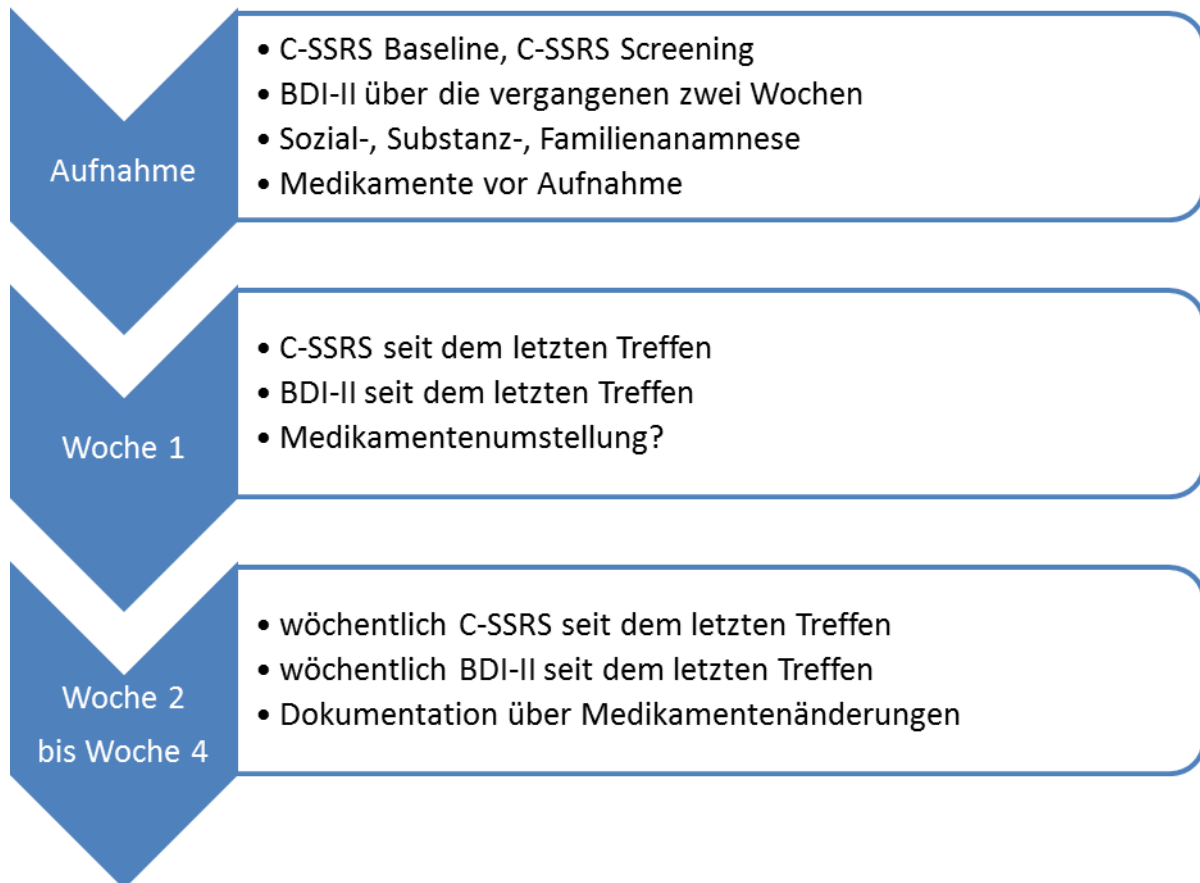 Aufnahme
• C-SSRS Baseline, C-SSRS Screening
• BDI-II über die vergangenen zwei Wochen
• Sozial-, Substanz-, Familienanamnese
• Medikamente vor Aufnahme
Woche 1
• C-SSRS seit dem letzten Treffen
• BDI-II seit dem letzten Treffen
• Medikamentenumstellung?
Woche 2
bis Woche 4
• wöchentlich C-SSRS seit dem letzten Treffen
• wöchentlich BDI-II seit dem letzten Treffen
• Dokumentation über Medikamentenänderungen